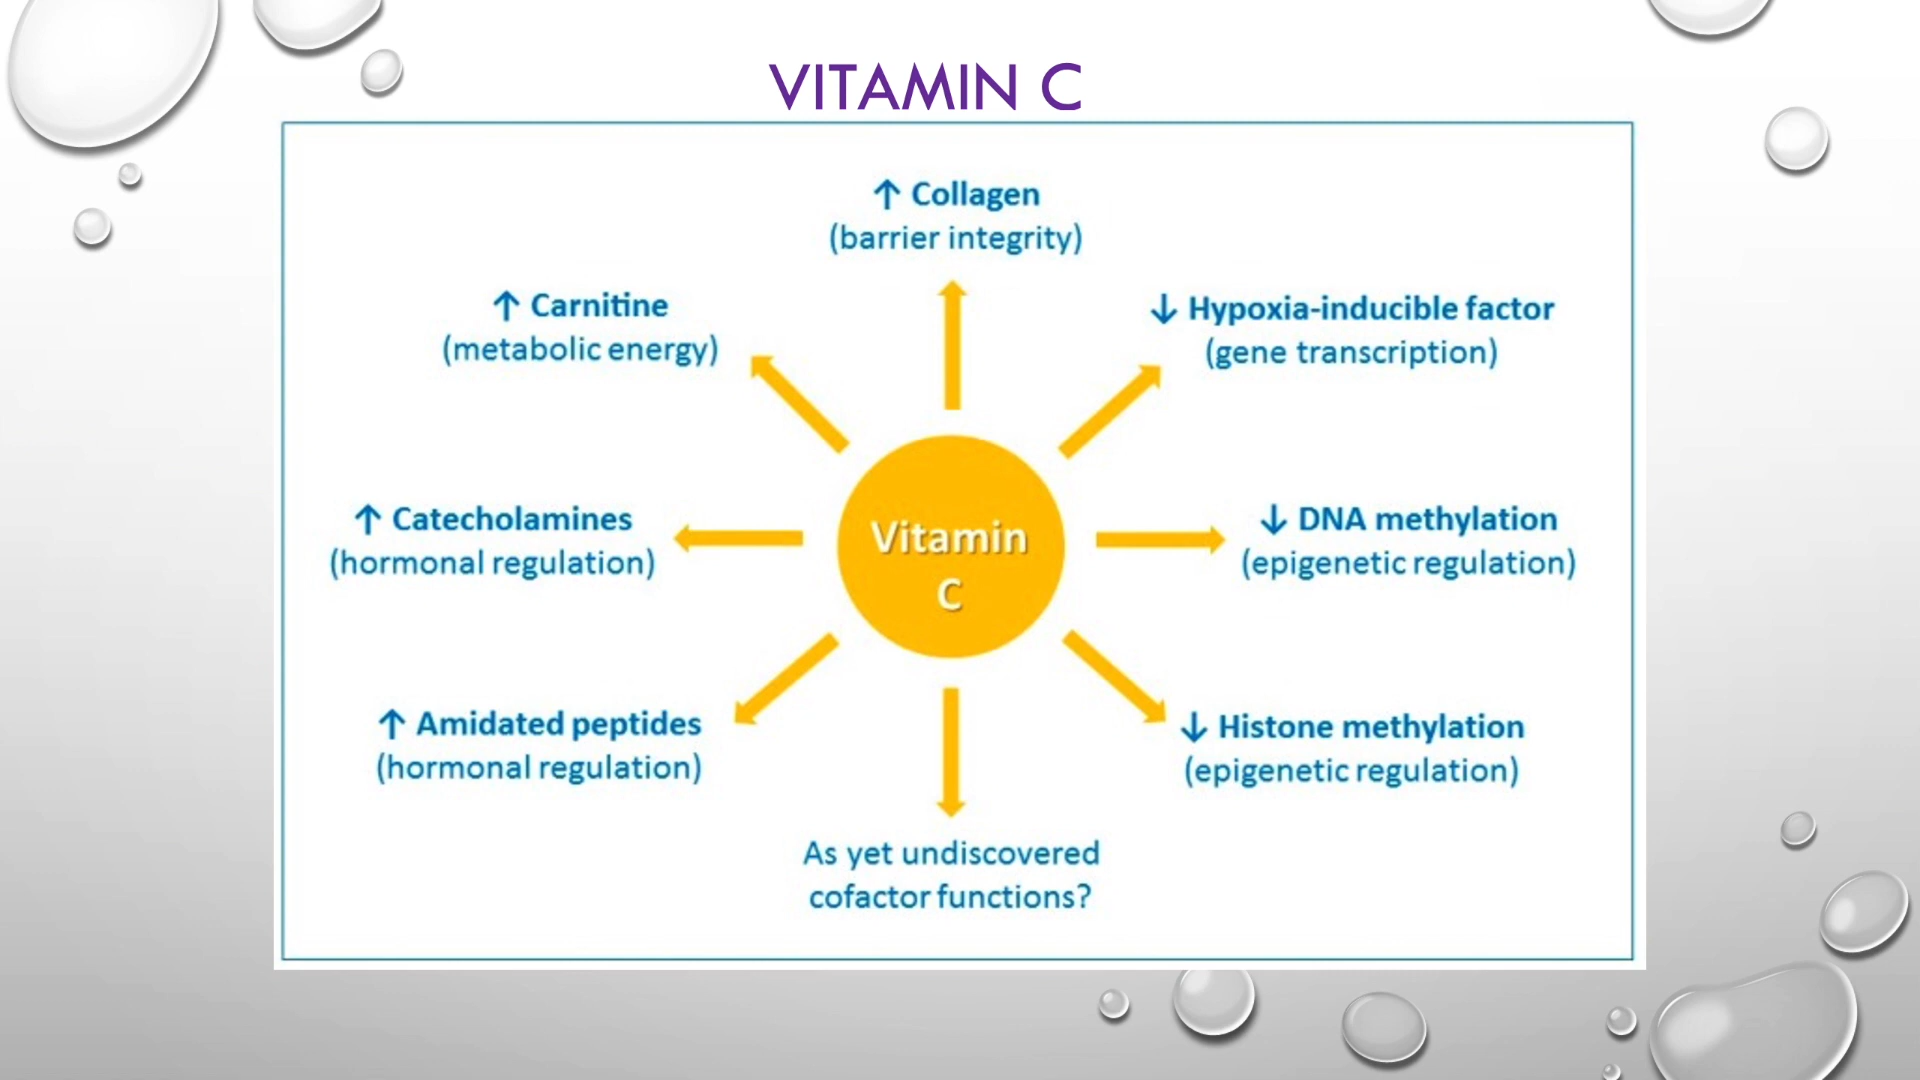 VITAMIN C
↑ Collagen
(barrier integrity)
↑ Carnitine
(metabolic energy)
↓ Hypoxia-inducible factor
(gene transcription)
↑ Catecholamines
(hormonal regulation)
Vitamin
C
↓ DNA methylation
(epigenetic regulation)
↑ Amidated peptides
(hormonal regulation)
↓ Histone methylation
(epigenetic regulation)
As yet undiscovered
cofactor functions?